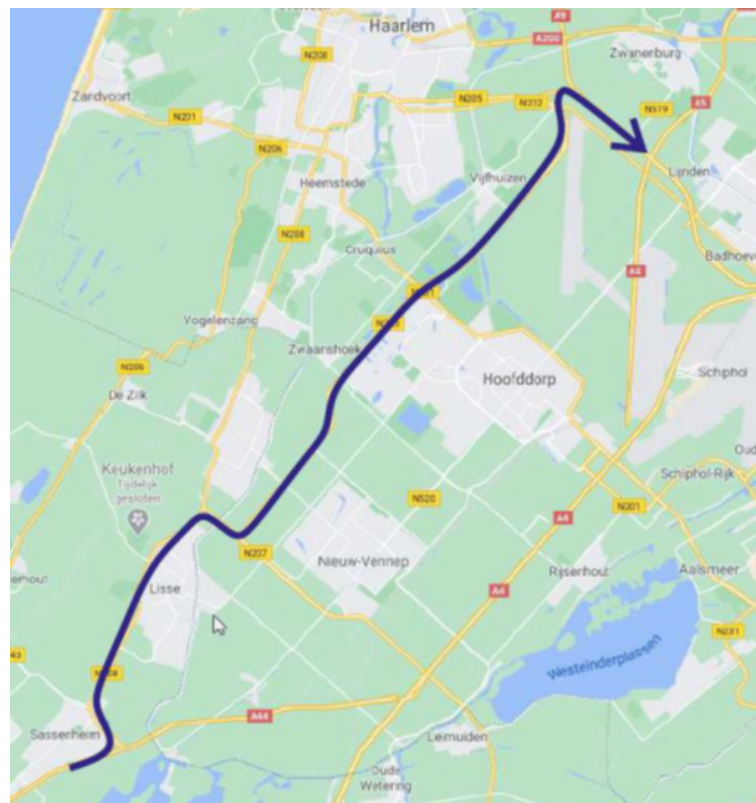 Haarlem
N208
A200
A9
Zwanenburg
Zandvoort
N201
N205
N232
N519
A5
N206
Heemstede
Vijfhuizen
Lijnden
N208
Cruquius
A5
Vogelenzang
Zwaanshoek
N206
De Zilk
Hoofddorp
Schiphol
Keukenhof
Tijdelijk
gesloten
N520
A4
N201
Schiphol-Rijk
N207
Nieuw-Vennep
Rijsenhout
Aalsmeer
Lisse
A4
N231
Westeinderplassen
Sassenheim
A44
Leimuiden
Oude
Wetering